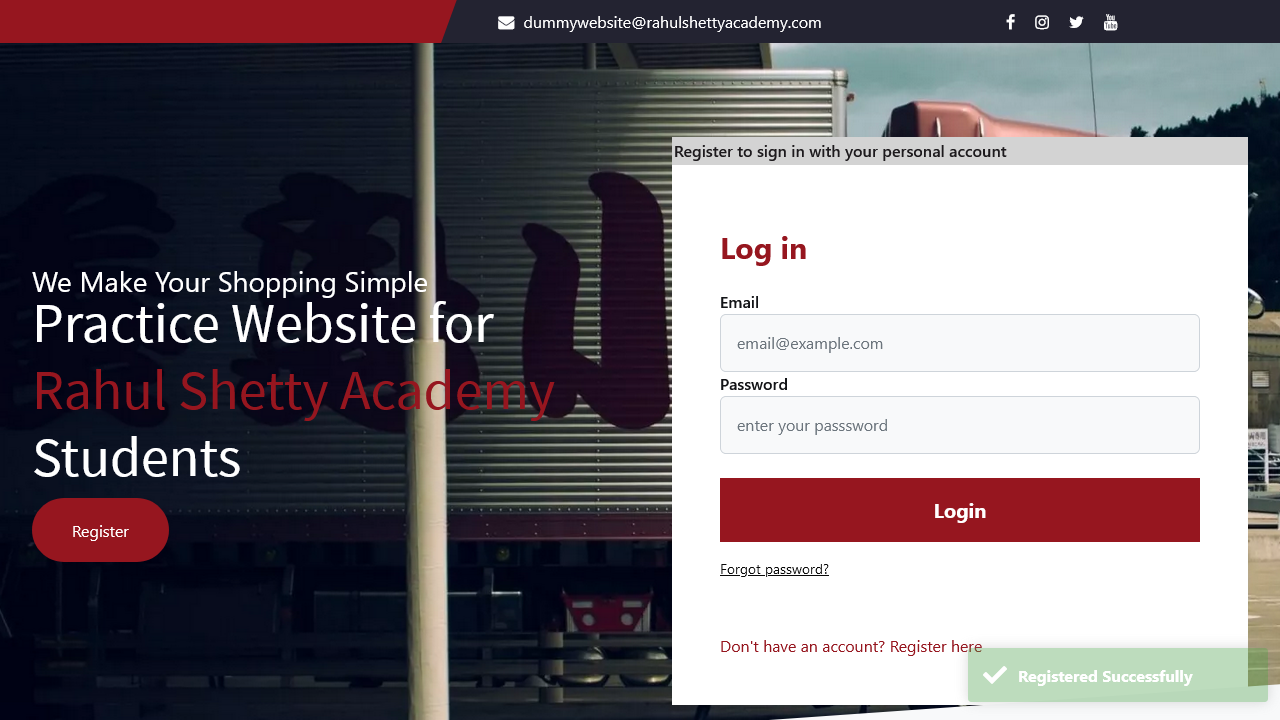 dummywebsite@rahulshettyacademy.com
Register to sign in with your personal account
We Make Your Shopping Simple
Practice Website for
Rahul Shetty Academy
Students
Register
Log in
Email
email@example.com
Password
enter your passsword
Login
Forgot password?
Don't have an account? Register here
Registered Successfully